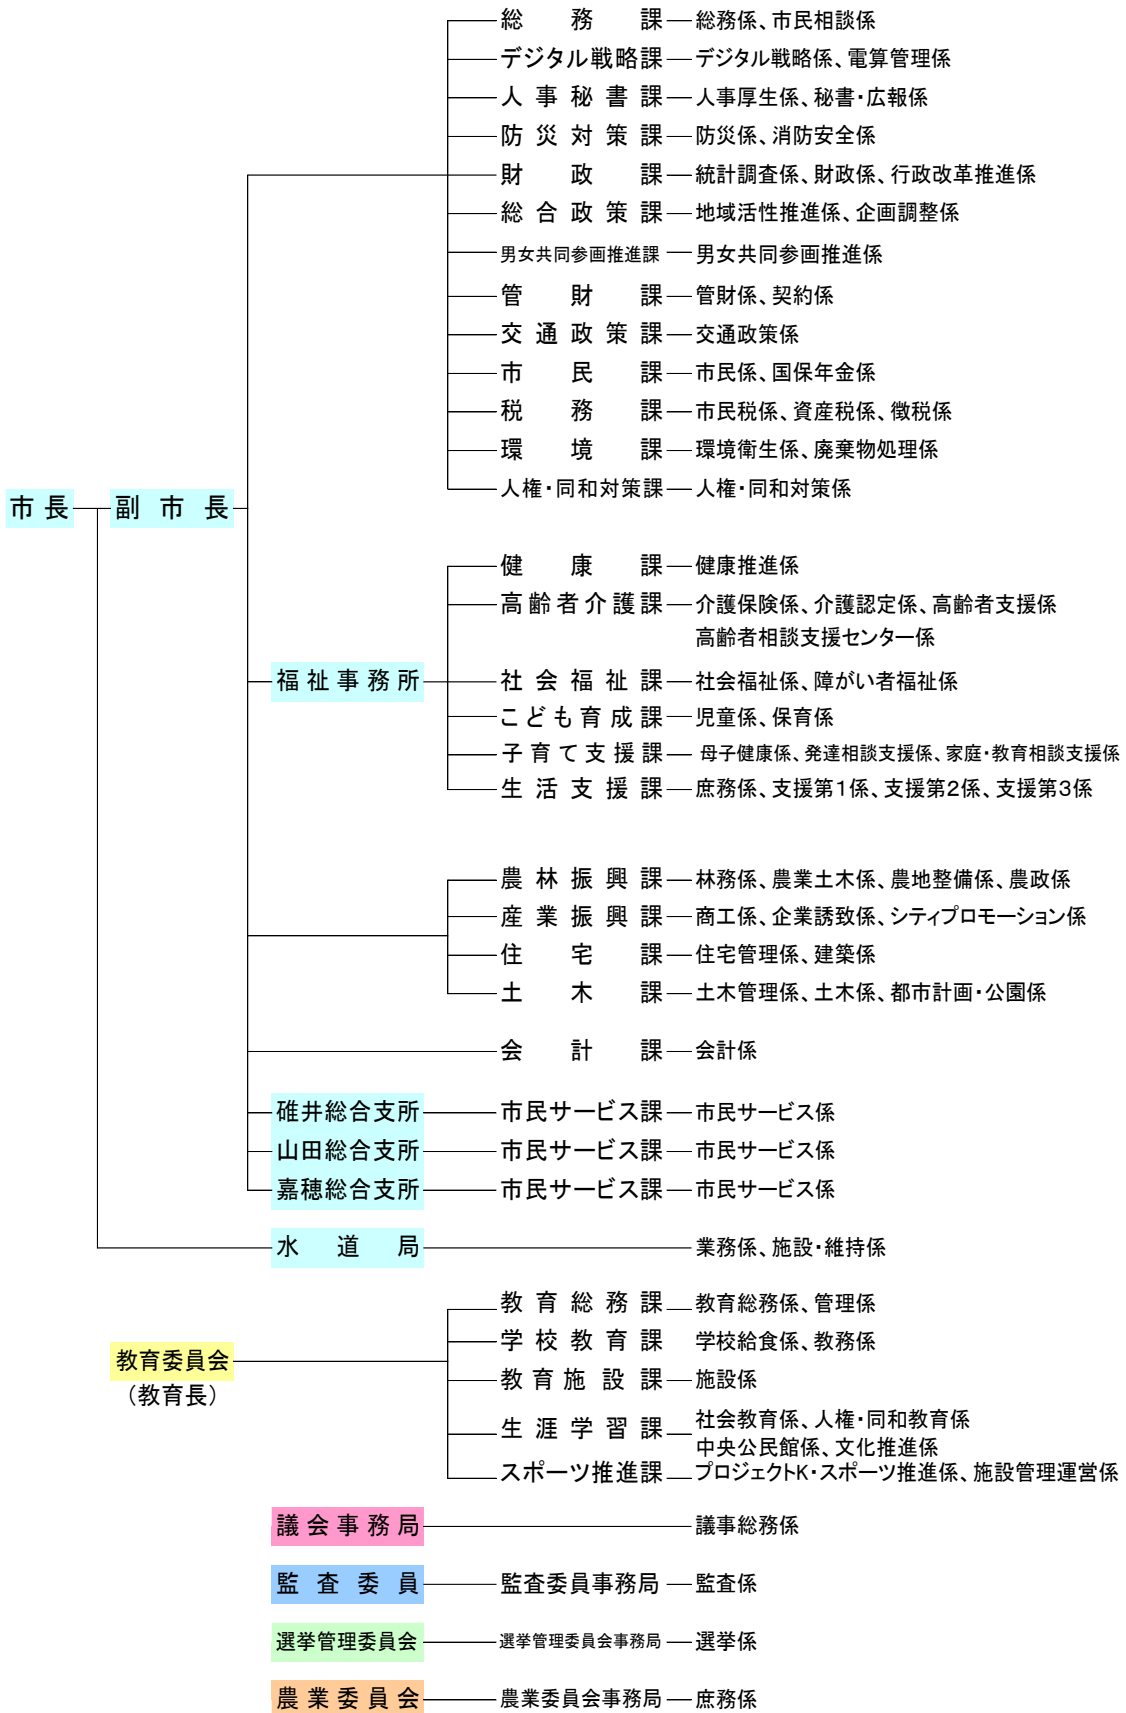 総務課 総務係、市民相談係
デジタル戦略課 デジタル戦略係、電算管理係
人事秘書課 人事厚生係、秘書・広報係
防災対策課 防災係、消防安全係
財政課 統計調査係、財政係、行政改革推進係
総合政策課 地域活性推進係、企画調整係
男女共同参画推進課 男女共同参画推進係
管財課 管財係、契約係
交通政策課 交通政策係
市民課 市民係、国保年金係
税務課 市民税係、資産税係、徴税係
環境課 環境衛生係、廃棄物処理係
人権・同和対策課 人権・同和対策係
市長 副市長
健康課 健康推進係
高齢者介護課 介護保険係、介護認定係、高齢者支援係
高齢者相談支援センター係
福祉事務所 社会福祉課 社会福祉係、障がい者福祉係
こども育成課 児童係、保育係
子育て支援課 母子健康係、発達相談支援係、家庭・教育相談支援係
生活支援課 庶務係、支援第1係、支援第2係、支援第3係
農林振興課 林務係、農業土木係、農地整備係、農政係
産業振興課 商工係、企業誘致係、シティプロモーション係
住宅課 住宅管理係、建築係
土木課 土木管理係、土木係、都市計画・公園係
会計課 会計係
碓井総合支所 市民サービス課 市民サービス係
山田総合支所 市民サービス課 市民サービス係
嘉穂総合支所 市民サービス課 市民サービス係
水道局 業務係、施設・維持係
教育総務課 教育総務係、管理係
学校教育課 学校給食係、教務係
教育委員会
（教育長）
教育施設課 施設係
生涯学習課 社会教育係、人権・同和教育係
中央公民館係、文化推進係
スポーツ推進課 プロジェクトK・スポーツ推進係、施設管理運営係
議会事務局 議事総務係
監査委員 監査委員事務局 監査係
選挙管理委員会 選挙管理委員会事務局 選挙係
農業委員会 農業委員会事務局 庶務係